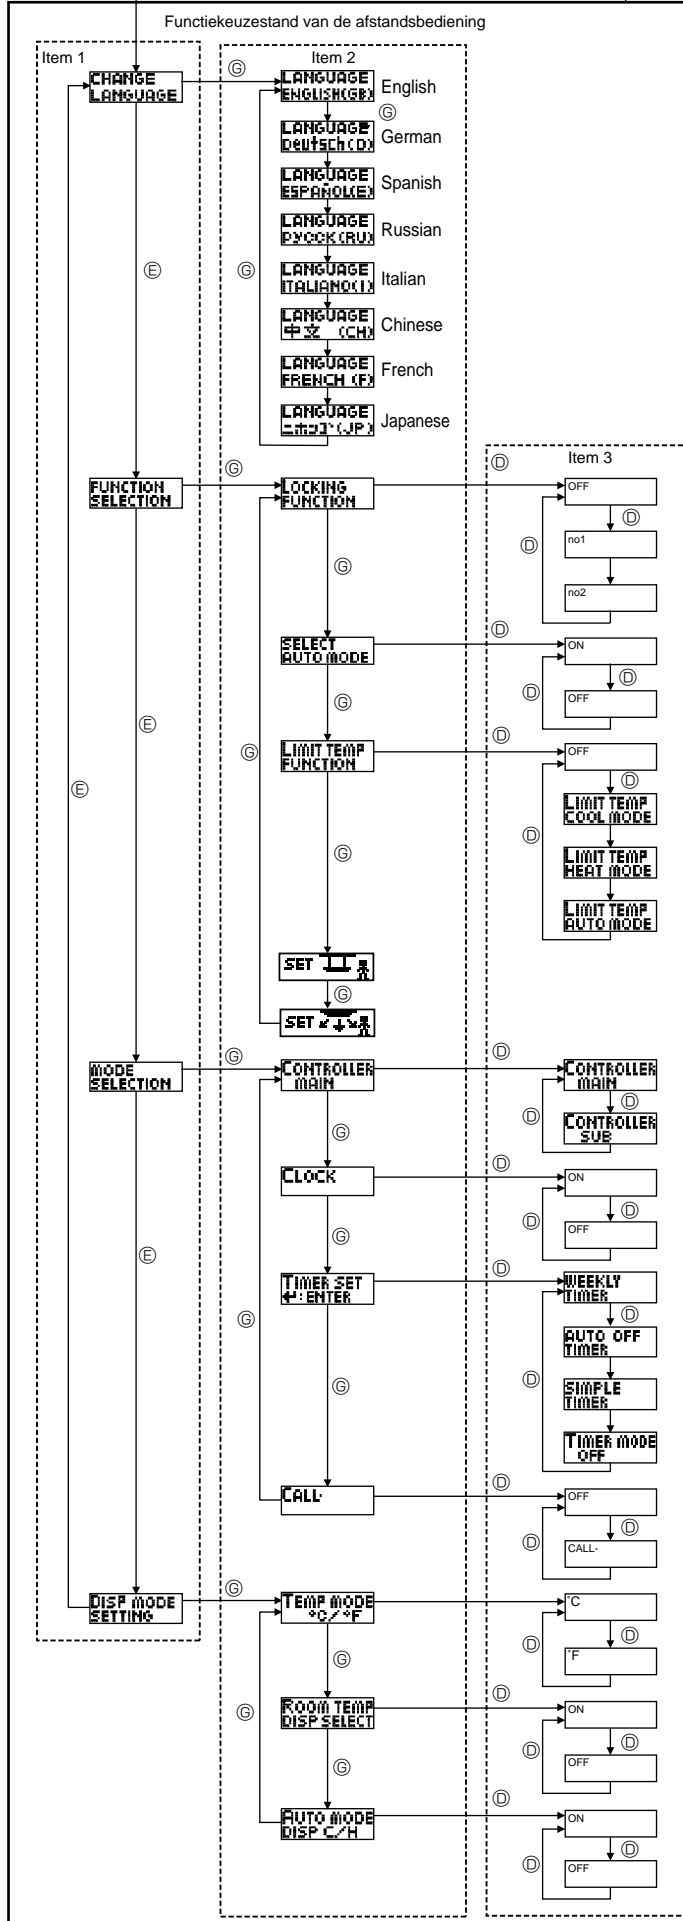 Functiekeuzestand van de afstandsbediening
Item 1
Item 2
CHANGE
LANGUAGE
Ⓖ
LANGUAGE
ENGLISH(GB)
English
Ⓖ
LANGUAGE
Deutsch(D)
German
LANGUAGE
ESPAÑOL(E)
Spanish
LANGUAGE
РУССК(RU)
Russian
Ⓔ
Ⓖ
LANGUAGE
ITALIANO(I)
Italian
LANGUAGE
中文 (CH)
Chinese
LANGUAGE
FRENCH (F)
French
LANGUAGE
ニホンゴ(JP)
Japanese
Item 3
FUNCTION
SELECTION
Ⓖ
LOCKING
FUNCTION
Ⓓ
OFF
Ⓓ
Ⓓ
no1
no2
Ⓖ
SELECT
AUTO MODE
Ⓓ
ON
Ⓓ
Ⓓ
OFF
Ⓖ
Ⓔ
Ⓖ
LIMIT TEMP
FUNCTION
Ⓓ
OFF
Ⓓ
Ⓔ
LIMIT TEMP
COOL MODE
Ⓓ
LIMIT TEMP
HEAT MODE
Ⓖ
LIMIT TEMP
AUTO MODE
SET
Ⓖ
SET
MODE
SELECTION
Ⓖ
CONTROLLER
MAIN
Ⓓ
CONTROLLER
MAIN
Ⓓ
Ⓓ
CONTROLLER
SUB
Ⓖ
CLOCK
Ⓓ
ON
Ⓓ
Ⓓ
OFF
Ⓖ
Ⓔ
TIMER SET
↵:ENTER
Ⓓ
WEEKLY
TIMER
Ⓓ
Ⓖ
AUTO OFF
TIMER
Ⓓ
SIMPLE
TIMER
Ⓖ
TIMER MODE
OFF
CALL-
Ⓓ
OFF
Ⓓ
Ⓓ
CALL-
DISP MODE
SETTING
Ⓖ
TEMP MODE
°C/°F
Ⓓ
°C
Ⓓ
Ⓓ
°F
Ⓖ
Ⓖ
ROOM TEMP
DISP SELECT
Ⓓ
ON
Ⓓ
Ⓓ
OFF
Ⓖ
AUTO MODE
DISP C/H
Ⓓ
ON
Ⓓ
Ⓓ
OFF